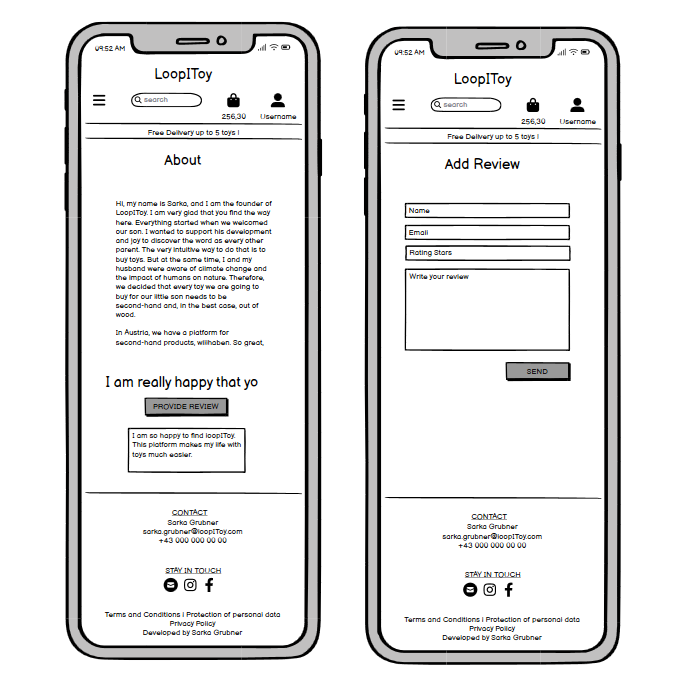 09:52 AM
LoopIToy
search
256,30
Username
Free Delivery up to 5 toys !
About
Hi, my name is Sarka, and I am the founder of
LoopIToy. I am very glad that you find the way
here. Everything started when we welcomed
our son. I wanted to support his development
and joy to discover the word as every other
parent. The very intuitive way to do that is to
buy toys. But at the same time, I and my
husband were aware of climate change and
the impact of humans on nature. Therefore,
we decided that every toy we are going to
buy for our little son needs to be
second-hand and, in the best case, out of
wood.
In Austria, we have a platform for
second-hand products, willhaben. So great,
I am really happy that yo
PROVIDE REVIEW
I am so happy to find loopIToy.
This platform makes my life with
toys much easier.
CONTACT
Sarka Grubner
sarka.grubner@loopIToy.com
+43 000 000 00 00
STAY IN TOUCH
Terms and Conditions I Protection of personal data
Privacy Policy
Developed by Sarka Grubner
09:52 AM
LoopIToy
search
256,30
Username
Free Delivery up to 5 toys !
Add Review
Name
Email
Rating Stars
Write your review
SEND
CONTACT
Sarka Grubner
sarka.grubner@loopIToy.com
+43 000 000 00 00
STAY IN TOUCH
Terms and Conditions I Protection of personal data
Privacy Policy
Developed by Sarka Grubner